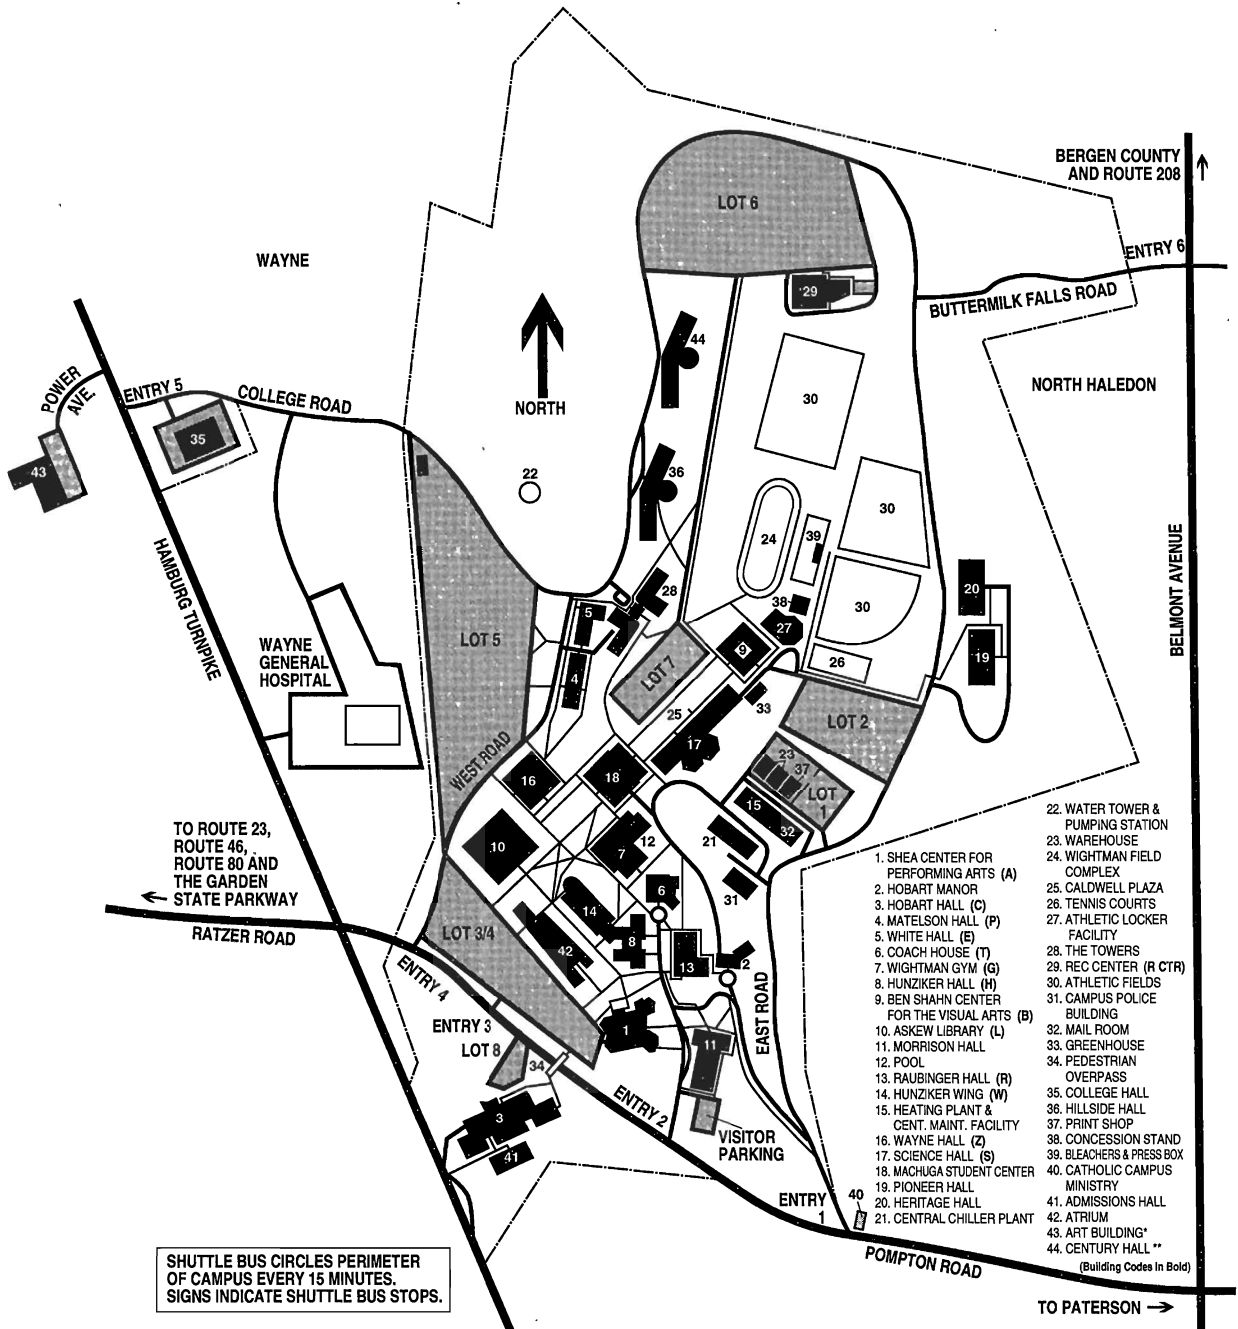 BERGEN COUNTY
AND ROUTE 208
LOT 6
WAYNE
ENTRY 6
29
BUTTERMILK FALLS ROAD
44
NORTH
POWER
AVE.
ENTRY 5
COLLEGE ROAD
30
NORTH HALEDON
35
43
22
36
30
24
39
HAMBURG TURNPIKE
BELMONT AVENUE
28
38
30
20
5
27
WAYNE
GENERAL
HOSPITAL
LOT 5
9
26
19
4
LOT 7
33
25
LOT 2
17
WEST ROAD
23
37
16
18
LOT
1
15
32
TO ROUTE 23,
ROUTE 46,
ROUTE 80 AND
THE GARDEN
STATE PARKWAY
10
12
7
21
6
31
RATZER ROAD
LOT 3/4
14
42
8
13
2
ENTRY 4
EAST ROAD
ENTRY 3
LOT 8
1
11
34
3
ENTRY 2
VISITOR
PARKING
41
ENTRY
1
40
POMPTON ROAD
TO PATERSON
SHUTTLE BUS CIRCLES PERIMETER
OF CAMPUS EVERY 15 MINUTES.
SIGNS INDICATE SHUTTLE BUS STOPS.
1. SHEA CENTER FOR
PERFORMING ARTS (A)
2. HOBART MANOR
3. HOBART HALL (C)
4. MATELSON HALL (P)
5. WHITE HALL (E)
6. COACH HOUSE (T)
7. WIGHTMAN GYM (G)
8. HUNZIKER HALL (H)
9. BEN SHAHN CENTER
FOR THE VISUAL ARTS (B)
10. ASKEW LIBRARY (L)
11. MORRISON HALL
12. POOL
13. RAUBINGER HALL (R)
14. HUNZIKER WING (W)
15. HEATING PLANT &
CENT. MAINT. FACILITY
16. WAYNE HALL (Z)
17. SCIENCE HALL (S)
18. MACHUGA STUDENT CENTER
19. PIONEER HALL
20. HERITAGE HALL
21. CENTRAL CHILLER PLANT
22. WATER TOWER &
PUMPING STATION
23. WAREHOUSE
24. WIGHTMAN FIELD
COMPLEX
25. CALDWELL PLAZA
26. TENNIS COURTS
27. ATHLETIC LOCKER
FACILITY
28. THE TOWERS
29. REC CENTER (R CTR)
30. ATHLETIC FIELDS
31. CAMPUS POLICE
BUILDING
32. MAIL ROOM
33. GREENHOUSE
34. PEDESTRIAN
OVERPASS
35. COLLEGE HALL
36. HILLSIDE HALL
37. PRINT SHOP
38. CONCESSION STAND
39. BLEACHERS & PRESS BOX
40. CATHOLIC CAMPUS
MINISTRY
41. ADMISSIONS HALL
42. ATRIUM
43. ART BUILDING*
44. CENTURY HALL **
(Building Codes in Bold)